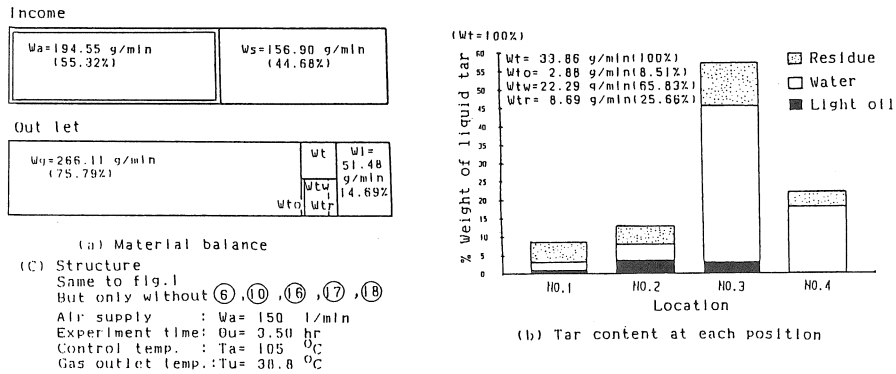 Income
Wa=194.55 g/min
(55.32%)
Ws=156.90 g/min
(44.68%)
Out let
Wg=266.11 g/min
(75.79%)
Wt
Wl=
51.48
g/min
14.69%
Wtw
Wto
Wtr
(a) Material balance
(C) Structure
Same to fig.1
But only without ⑥,⑩,⑯,⑰,⑱
Air supply : Wa= 150 l/min
Experiment time: Θu= 3.50 hr
Control temp. : Ta= 105 °C
Gas outlet temp.:Tu= 38.8 °C
(Wt=100%)
% Weight of liquid tar
60
55
50
45
40
35
30
25
20
15
10
5
0
Wt= 33.86 g/min(100%)
Wto= 2.88 g/min(8.51%)
Wtw=22.29 g/min(65.83%)
Wtr= 8.69 g/min(25.66%)
Residue
Water
Light oil
NO.1 NO.2 NO.3 NO.4
Location
(b) Tar content at each position